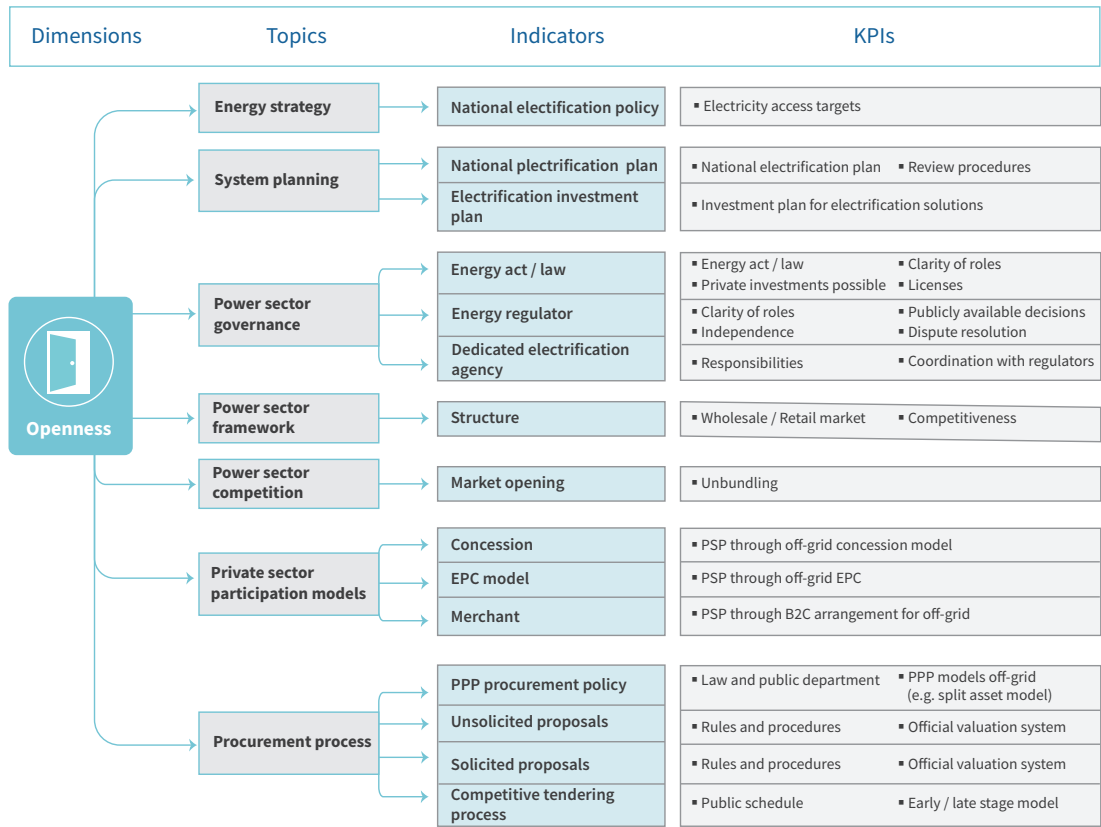 Dimensions
Topics
Indicators
KPIs
Openness
Energy strategy
National electification policy
▪ Electricity access targets
System planning
National plectrification plan
▪ National electrification plan
▪ Review procedures
Electrification investment
plan
▪ Investment plan for electrification solutions
Power sector
governance
Energy act / law
▪ Energy act / law
▪ Clarity of roles
▪ Private investments possible
▪ Licenses
Energy regulator
▪ Clarity of roles
▪ Publicly available decisions
▪ Independence
▪ Dispute resolution
Dedicated electrification
agency
▪ Responsibilities
▪ Coordination with regulators
Power sector
framework
Structure
▪ Wholesale / Retail market
▪ Competitiveness
Power sector
competition
Market opening
▪ Unbundling
Private sector
participation models
Concession
▪ PSP through off-grid concession model
EPC model
▪ PSP through off-grid EPC
Merchant
▪ PSP through B2C arrangement for off-grid
Procurement process
PPP procurement policy
▪ Law and public department
▪ PPP models off-grid
(e.g. split asset model)
Unsolicited proposals
▪ Rules and procedures
▪ Official valuation system
Solicited proposals
▪ Rules and procedures
▪ Official valuation system
Competitive tendering
process
▪ Public schedule
▪ Early / late stage model